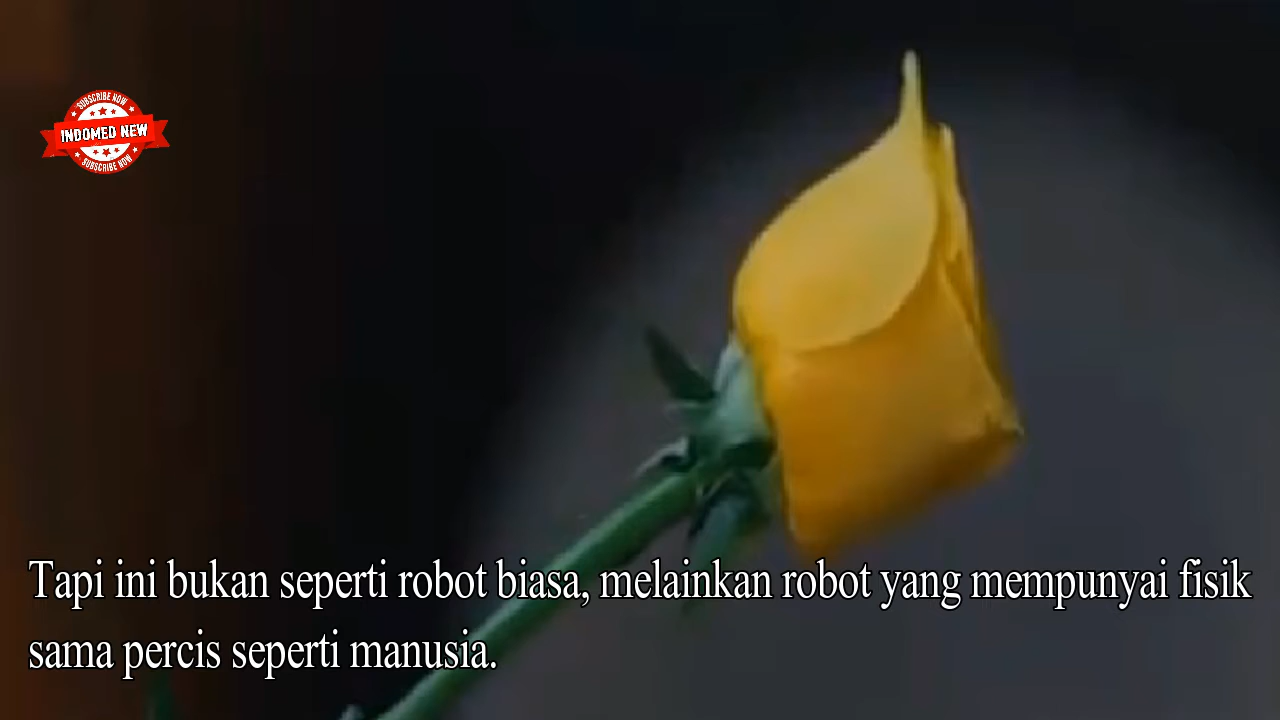 SUBSCRIBE NOW
INDOMED NEW
SUBSCRIBE NOW
Tapi ini bukan seperti robot biasa, melainkan robot yang mempunyai fisik
sama percis seperti manusia.